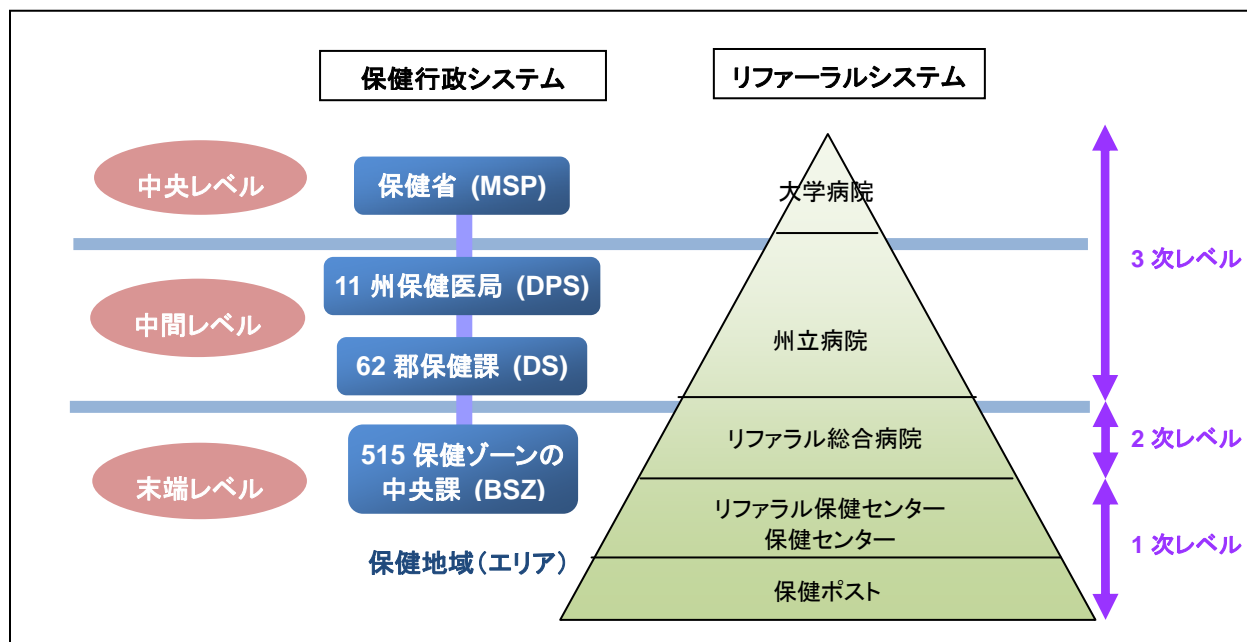 保健行政システム
リファーラルシステム
中央レベル
保健省 (MSP)
大学病院
3 次レベル
11 州保健医局 (DPS)
中間レベル
州立病院
62 郡保健課 (DS)
リファラル総合病院
2 次レベル
515 保健ゾーンの
中央課 (BSZ)
末端レベル
リファラル保健センター
保健センター
1 次レベル
保健地域(エリア)
保健ポスト